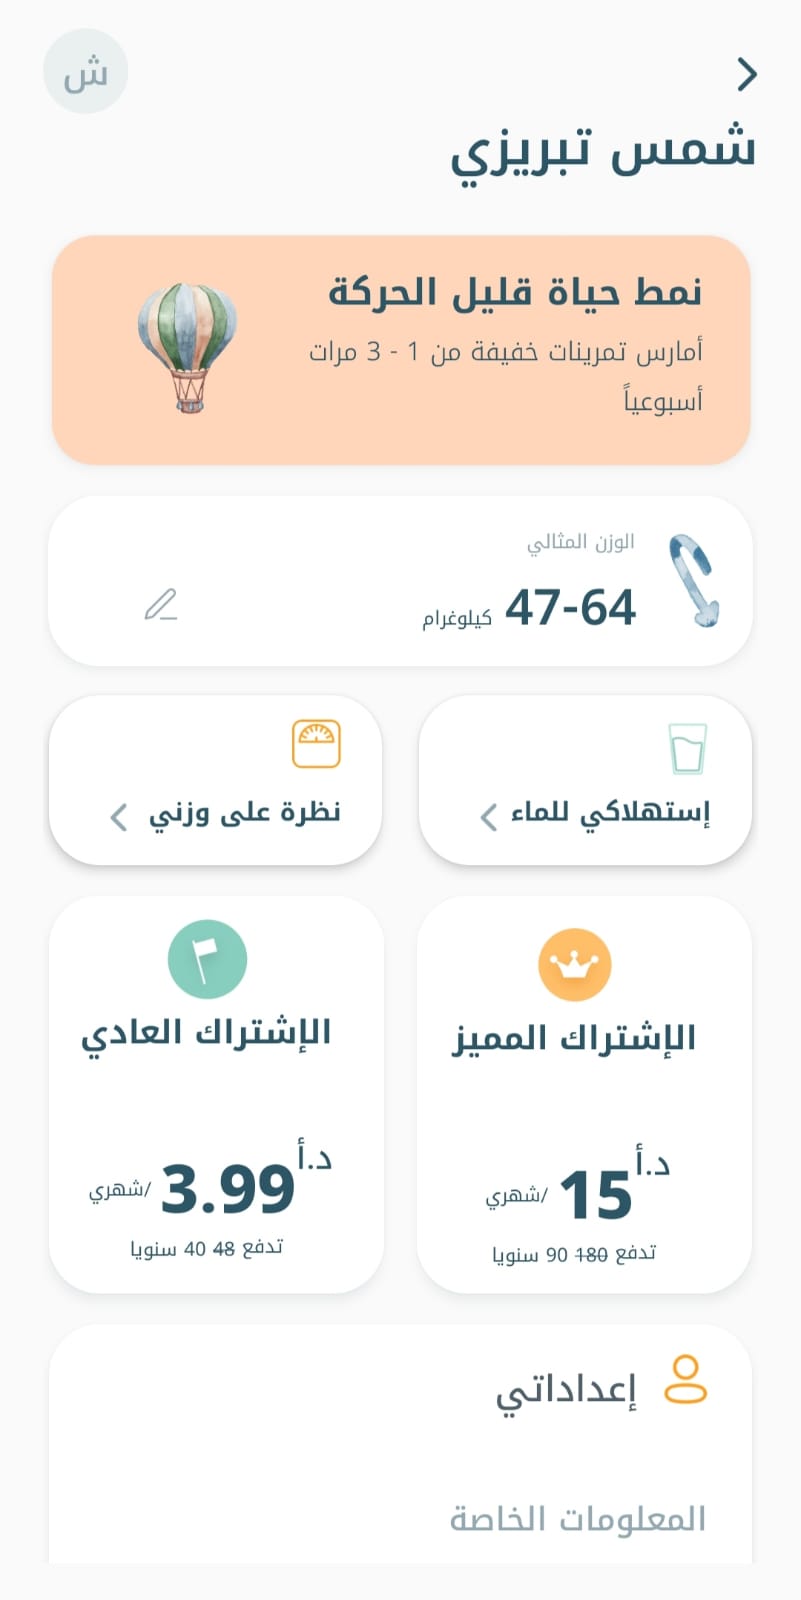 ش
شمس تبريزي
نمط حياة قليل الحركة
أمارس تمرينات خفيفة من 1 - 3 مرات
أسبوعياً
الوزن المثالي
47-64 كيلوغرام
إستهلاكي للماء
نظرة على وزني
الإشتراك المميز
د.أ 15 /شهري
تدفع 180 90 سنويا
الإشتراك العادي
د.أ 3.99 /شهري
تدفع 48 40 سنويا
إعداداتي
المعلومات الخاصة